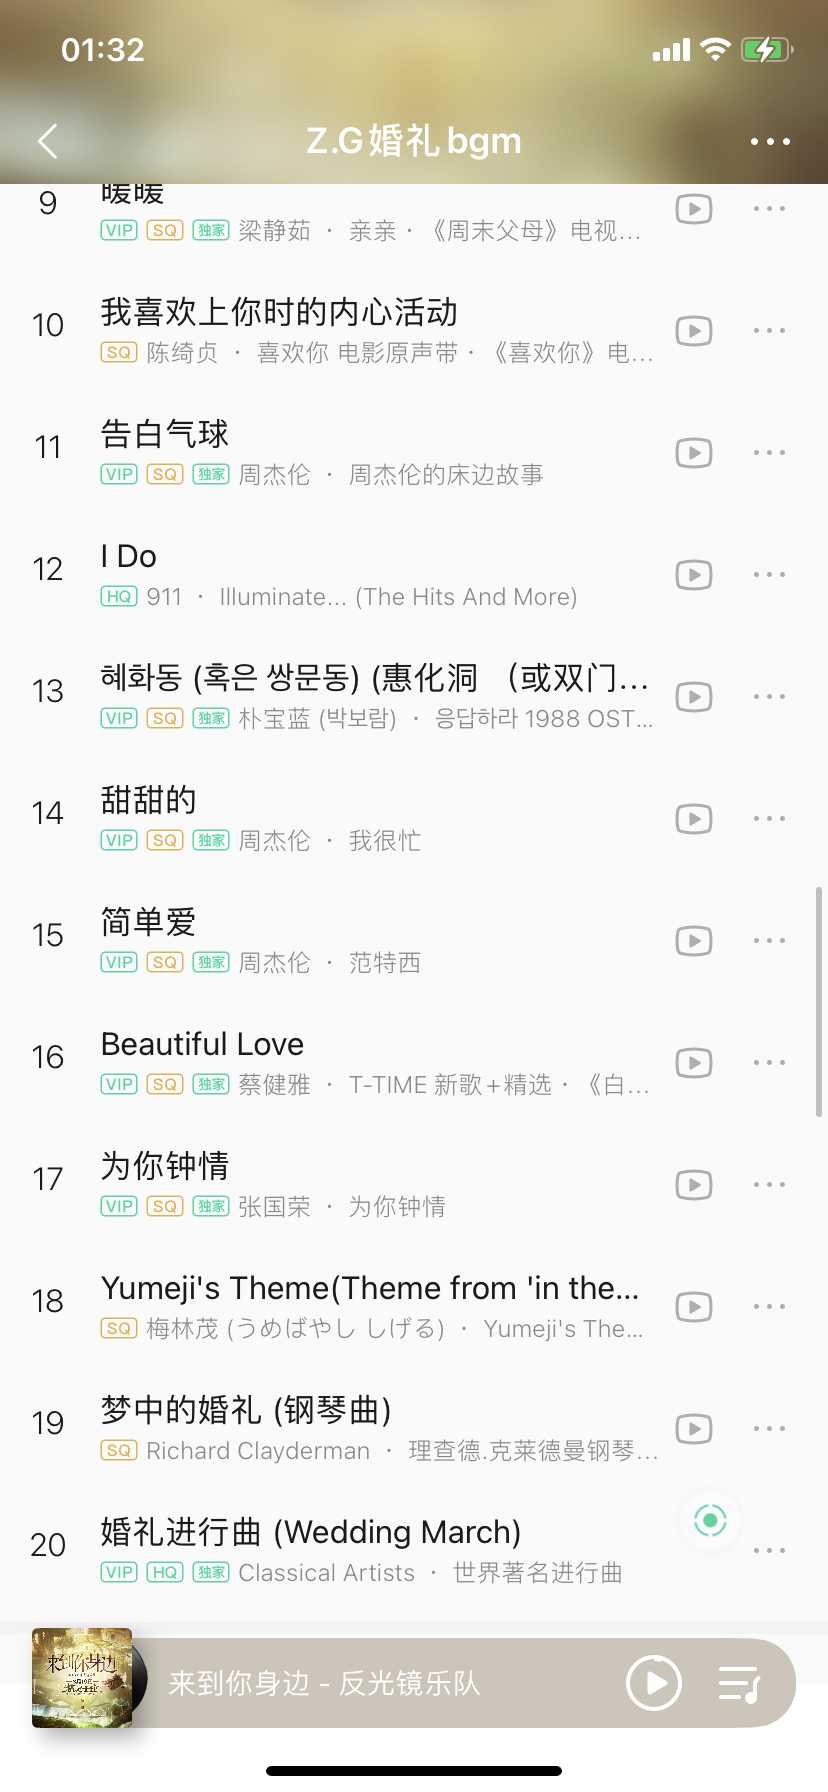 01:32
Z.G婚礼bgm
9
暖暖
VIP SQ 独家 梁静茹 · 亲亲 · 《周末父母》电视...
10
我喜欢上你时的内心活动
SQ 陈绮贞 · 喜欢你 电影原声带 · 《喜欢你》电...
11
告白气球
VIP SQ 独家 周杰伦 · 周杰伦的床边故事
12
I Do
HQ 911 · Illuminate... (The Hits And More)
13
혜화동 (혹은 쌍문동) (惠化洞 （或双门...
VIP SQ 独家 朴宝蓝 (박보람) · 응답하라 1988 OST...
14
甜甜的
VIP SQ 独家 周杰伦 · 我很忙
15
简单爱
VIP SQ 独家 周杰伦 · 范特西
16
Beautiful Love
VIP SQ 独家 蔡健雅 · T-TIME 新歌+精选 · 《白...
17
为你钟情
VIP SQ 独家 张国荣 · 为你钟情
18
Yumeji's Theme(Theme from 'in the...
SQ 梅林茂 (うめばやし しげる) · Yumeji's The...
19
梦中的婚礼 (钢琴曲)
SQ Richard Clayderman · 理查德.克莱德曼钢琴...
20
婚礼进行曲 (Wedding March)
VIP HQ 独家 Classical Artists · 世界著名进行曲
来到你身边
来到你身边 - 反光镜乐队